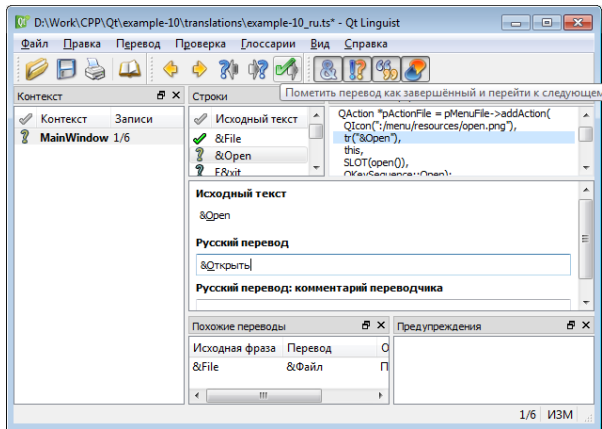 D:\Work\CPP\Qt\example-10\translations\example-10_ru.ts* - Qt Linguist
Файл Правка Перевод Проверка Глоссарии Вид Справка
Контекст
Строки
Пометить перевод как завершённый и перейти к следующем
Контекст Записи
MainWindow 1/6
Исходный текст
&File
&Open
E&xit
QAction *pActionFile = pMenuFile->addAction(
QIcon(":/menu/resources/open.png"),
tr("&Open"),
this,
SLOT(open()),
QKeySequence::Open);
Исходный текст
&Open
Русский перевод
&Открыть
Русский перевод: комментарий переводчика
Похожие переводы
Исходная фраза Перевод О
&File &Файл П
Предупреждения
1/6 ИЗМ